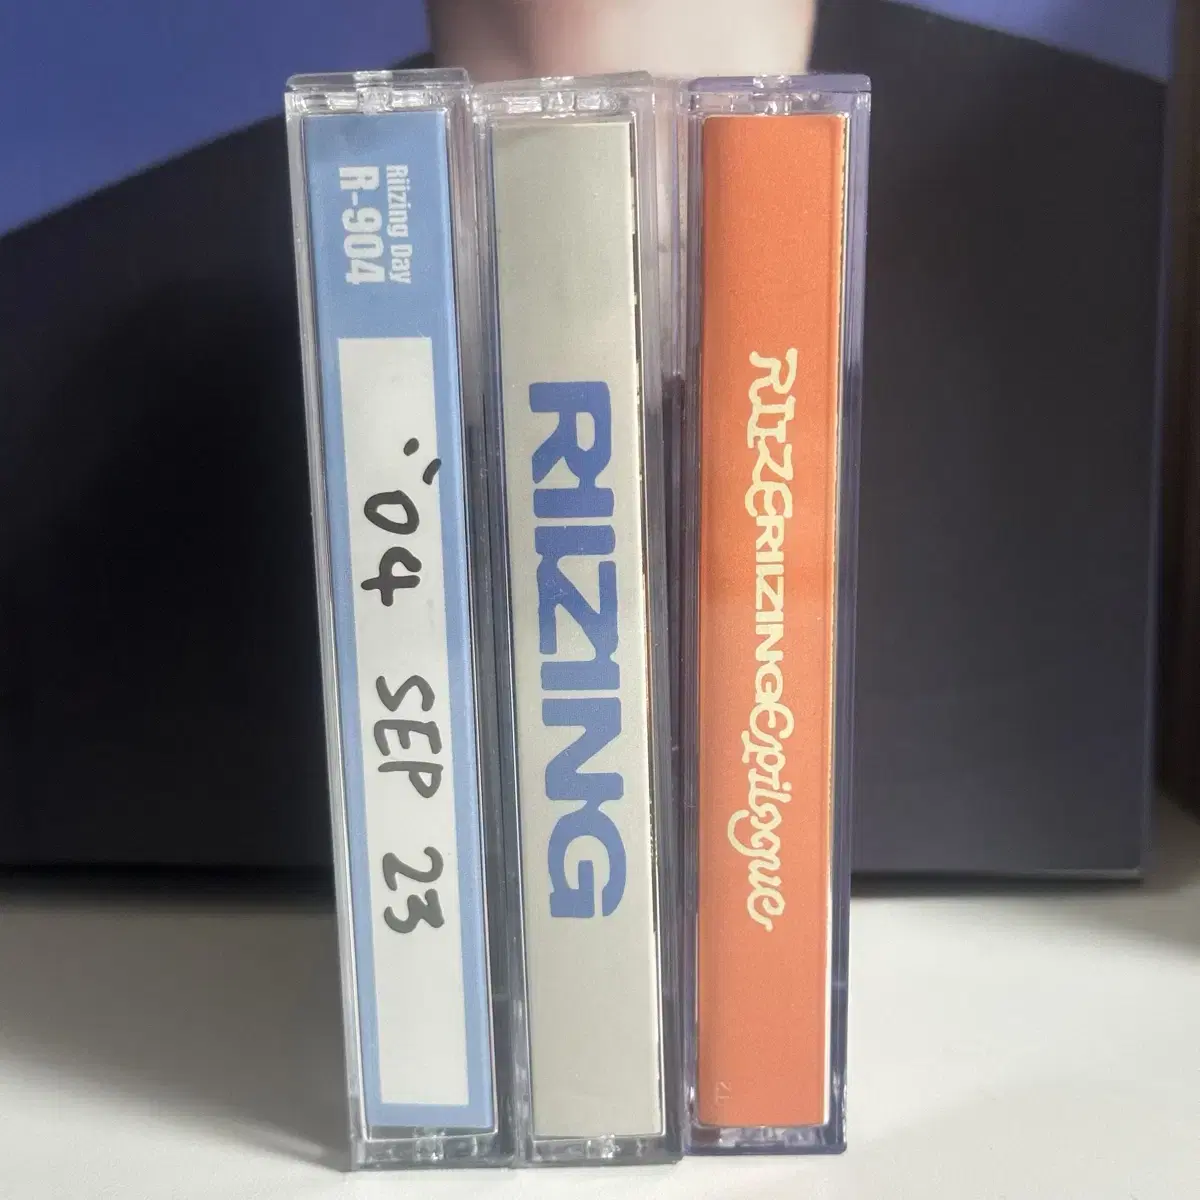 Riizing Day
R-904
"04 SEP 23
RIIZING
RIIZE RIIZING Epilogue